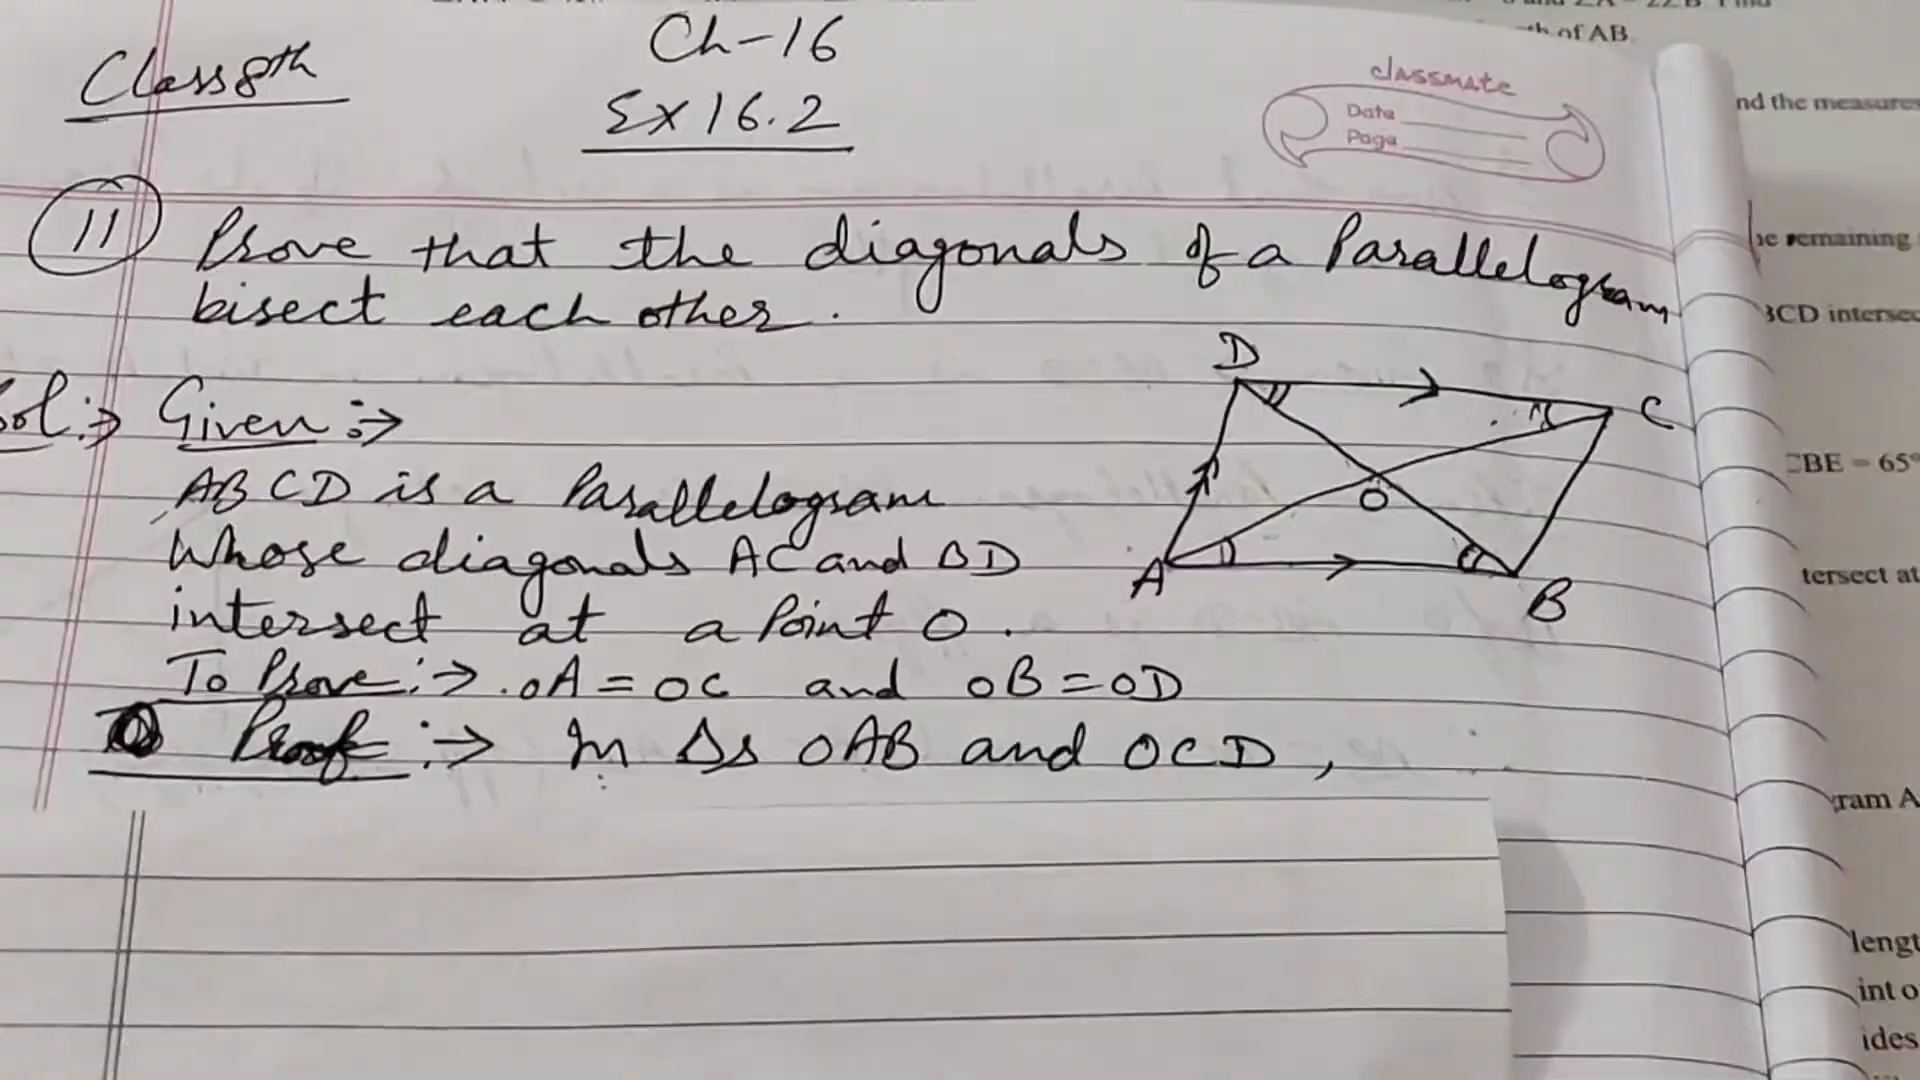 Class 8th
Ch-16
Ex 16.2
classmate
Date
Page
11 Prove that the diagonals of a Parallelogram
bisect each other.
Sol:→ Given :→
ABCD is a Parallelogram
whose diagonals AC and BD
intersect at a Point O.
To Prove :→ OA = OC and OB = OD
Proof :→ In Δs OAB and OCD,
D
C
O
A
B
of AB
nd the measures
remaining
BCD intersec
CBE = 65°
tersect at
gram A
lengt
int o
ides